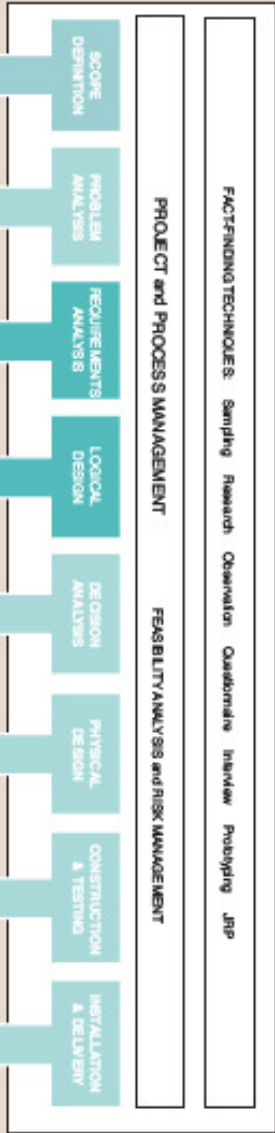 FACT-FINDING TECHNIQUES: Sampling Research Observation Questionnaire Interview Prototyping JRP
PROJECT and PROCESS MANAGEMENT FEASIBILITY ANALYSIS and RISK MANAGEMENT
SCOPE
DEFINITION
PROBLEM
ANALYSIS
REQUIREMENTS
ANALYSIS
LOGICAL
DESIGN
DECISION
ANALYSIS
PHYSICAL
DESIGN
CONSTRUCTION
& TESTING
INSTALLATION
& DELIVERY